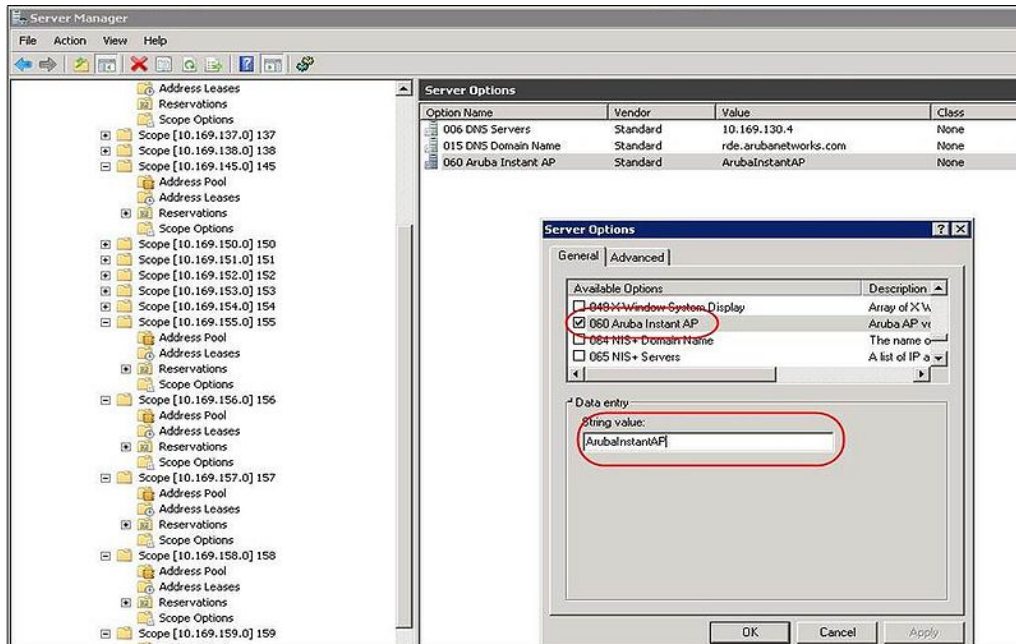 Server Manager
File Action View Help
Address Leases
Reservations
Scope Options
Scope [10.169.137.0] 137
Scope [10.169.138.0] 138
Scope [10.169.145.0] 145
Address Pool
Address Leases
Reservations
Scope Options
Scope [10.169.150.0] 150
Scope [10.169.151.0] 151
Scope [10.169.152.0] 152
Scope [10.169.153.0] 153
Scope [10.169.154.0] 154
Scope [10.169.155.0] 155
Address Pool
Address Leases
Reservations
Scope Options
Scope [10.169.156.0] 156
Address Pool
Address Leases
Reservations
Scope Options
Scope [10.169.157.0] 157
Address Pool
Address Leases
Reservations
Scope Options
Scope [10.169.158.0] 158
Address Pool
Address Leases
Reservations
Scope Options
Scope [10.169.159.0] 159
Server Options
Option Name Vendor Value Class
006 DNS Servers Standard 10.169.130.4 None
015 DNS Domain Name Standard rde.arubanetworks.com None
060 Aruba Instant AP Standard ArubaInstantAP None
Server Options
General Advanced
Available Options Description
049 X Window System Display Array of X W
060 Aruba Instant AP Aruba AP v
064 NIS+ Domain Name The name o
065 NIS+ Servers A list of IP a
Data entry
String value:
ArubaInstantAP
OK Cancel Apply